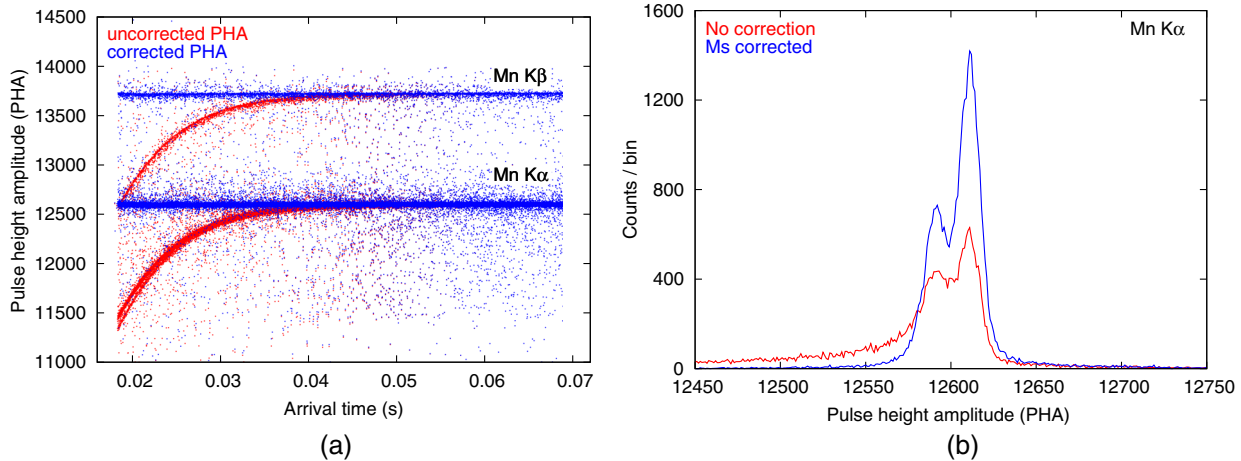 14500
14000
13500
13000
12500
12000
11500
11000
Pulse height amplitude (PHA)
uncorrected PHA
corrected PHA
Mn Kβ
Mn Kα
0.02 0.03 0.04 0.05 0.06 0.07
Arrival time (s)
(a)
1600
1200
800
400
0
Counts / bin
No correction
Ms corrected
Mn Kα
12450 12500 12550 12600 12650 12700 12750
Pulse height amplitude (PHA)
(b)